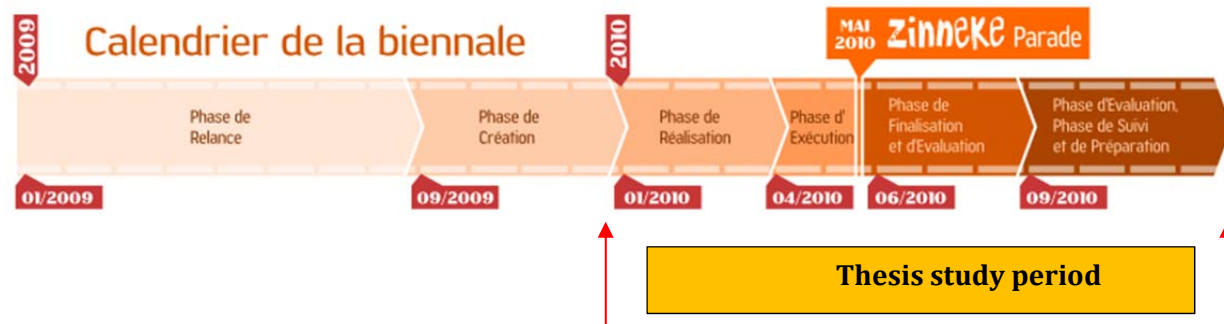 2009
Calendrier de la biennale
2010
MAI
2010
Zinneke Parade
Phase de
Relance
Phase de
Création
Phase de
Réalisation
Phase d'
Exécution
Phase de
Finalisation
et d'Evaluation
Phase d'Evaluation,
Phase de Suivi
et de Préparation
01/2009
09/2009
01/2010
04/2010
06/2010
09/2010
Thesis study period